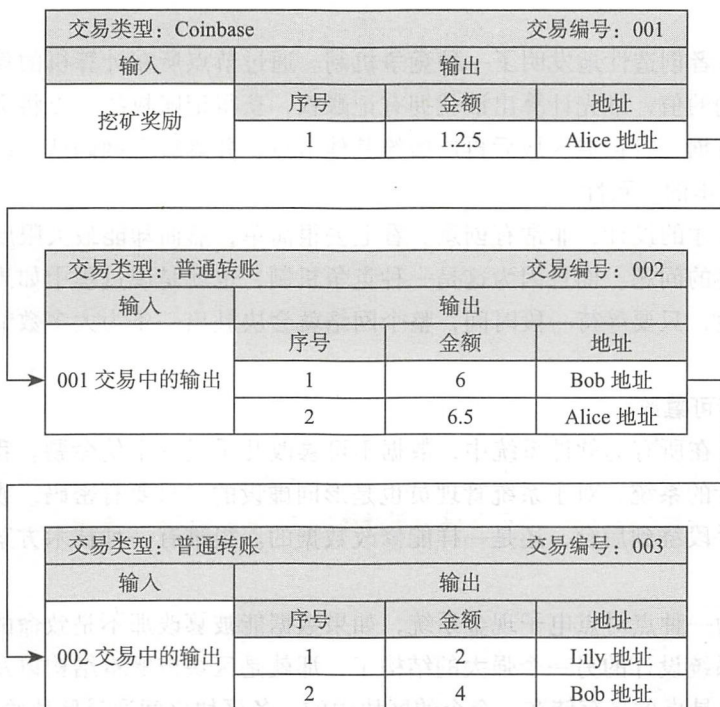 交易类型：Coinbase 交易编号：001
输入 输出
挖矿奖励 序号 金额 地址
1 1.2.5 Alice 地址
交易类型：普通转账 交易编号：002
输入 输出
序号 金额 地址
001 交易中的输出 1 6 Bob 地址
2 6.5 Alice 地址
交易类型：普通转账 交易编号：003
输入 输出
序号 金额 地址
002 交易中的输出 1 2 Lily 地址
2 4 Bob 地址